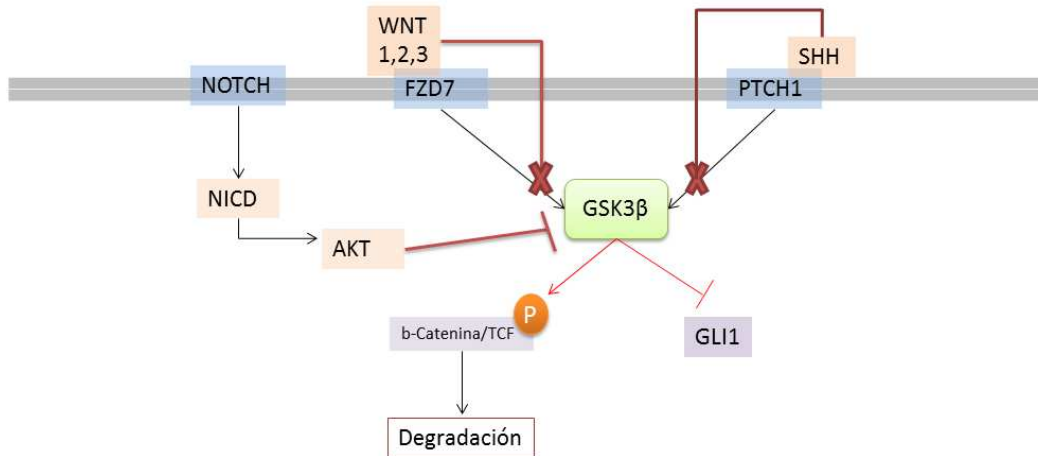 WNT
1,2,3
SHH
NOTCH
FZD7
PTCH1
NICD
GSK3β
AKT
P
b-Catenina/TCF
GLI1
Degradación